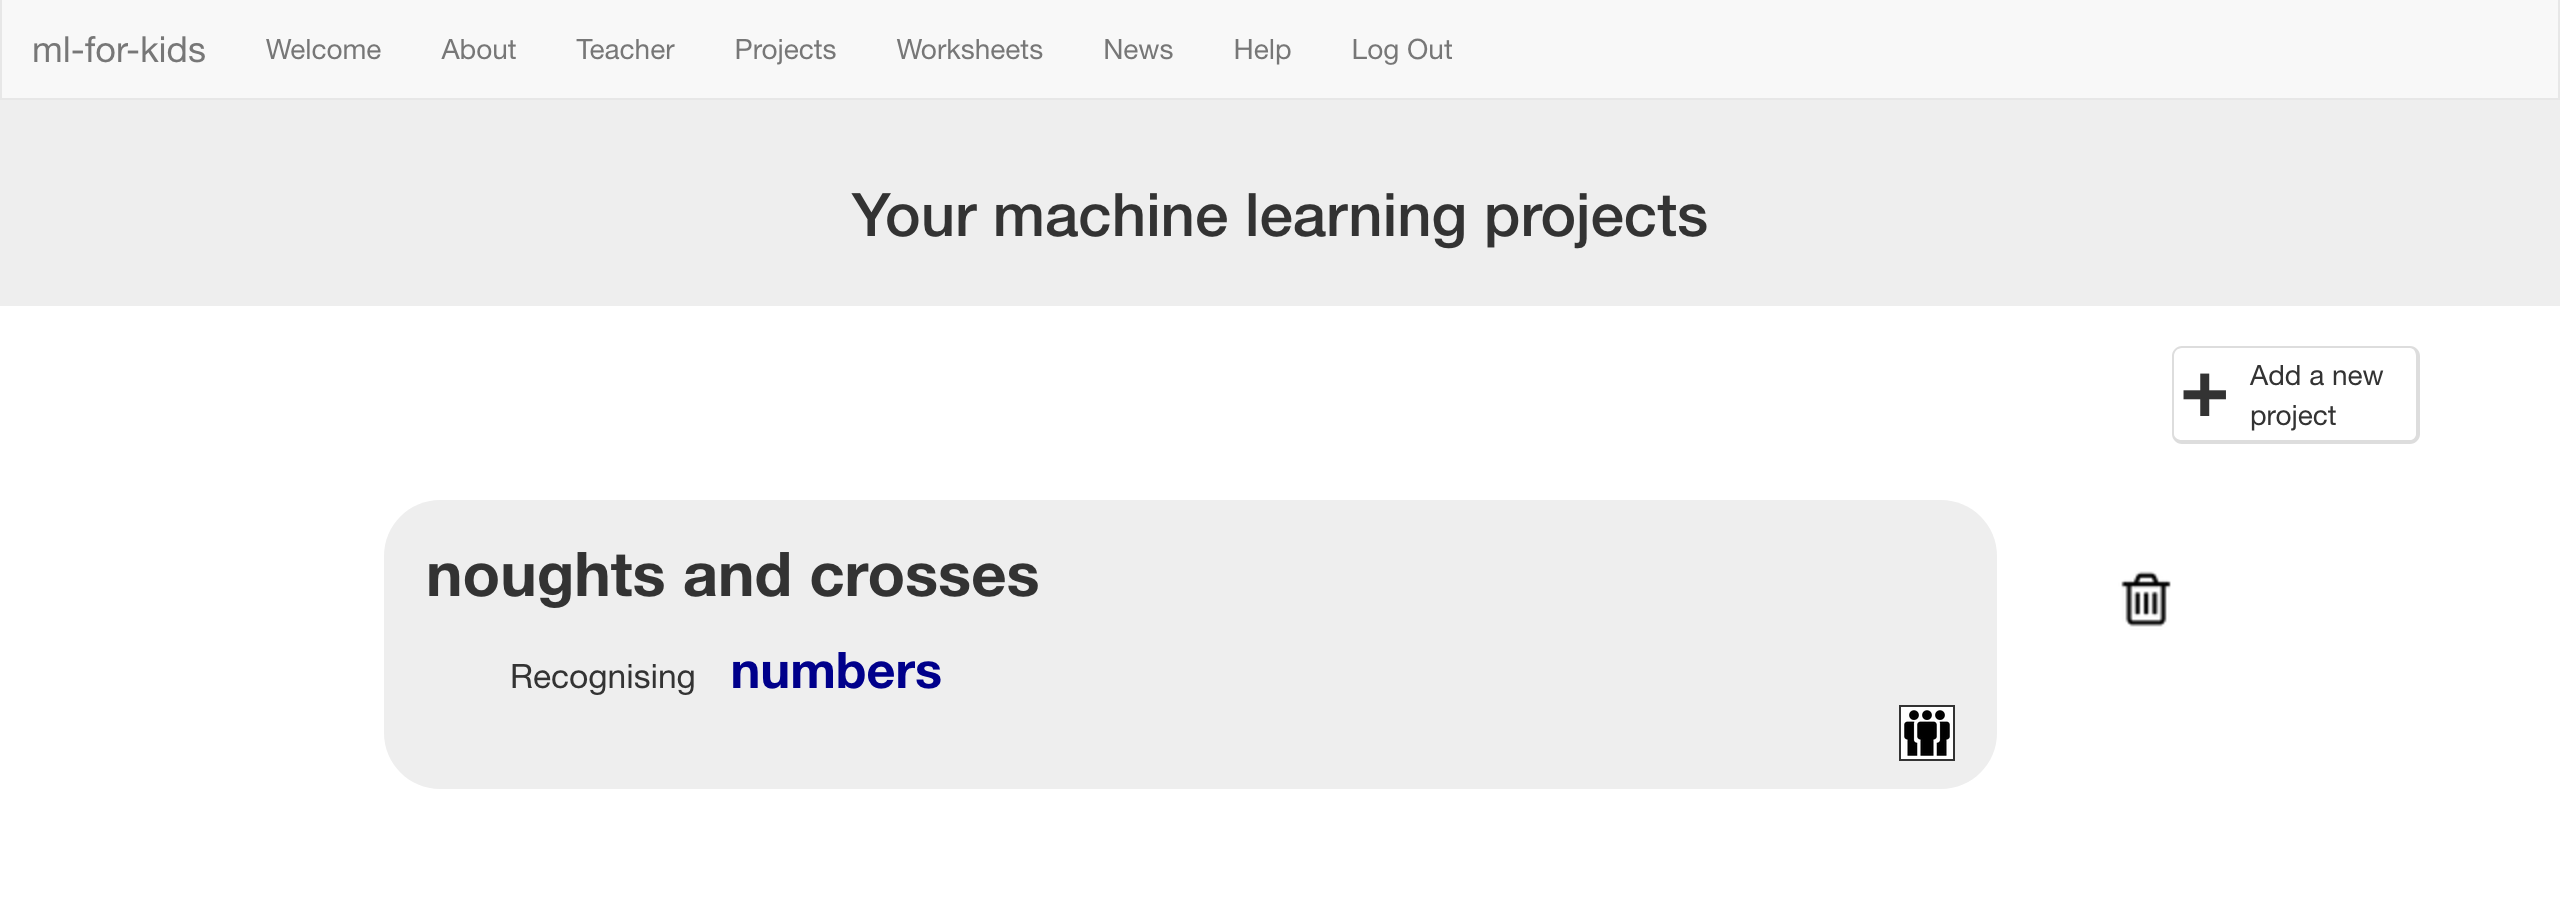 ml-for-kids Welcome About Teacher Projects Worksheets News Help Log Out
Your machine learning projects
Add a new
project
noughts and crosses
Recognising numbers